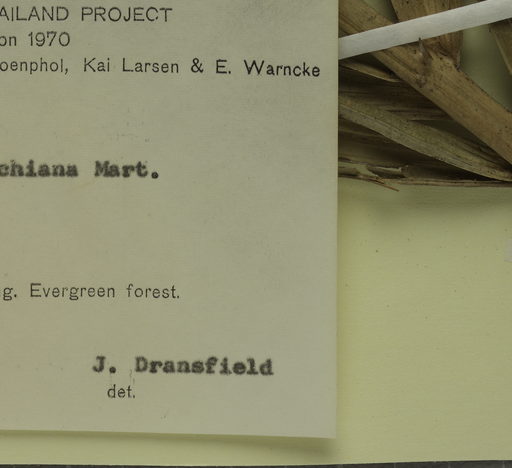 AILAND PROJECT
on 1970
oenphol, Kai Larsen & E. Warncke
chiana Mart.
g. Evergreen forest.
J. Dransfield
det.